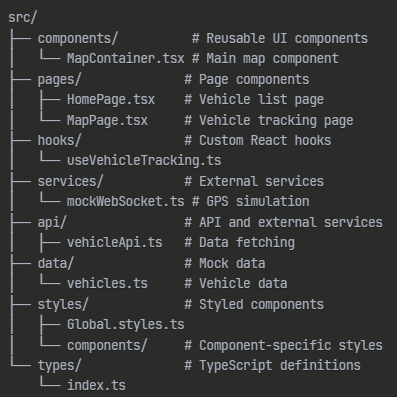 src/
├── components/          # Reusable UI components
│   └── MapContainer.tsx # Main map component
├── pages/              # Page components
│   ├── HomePage.tsx    # Vehicle list page
│   └── MapPage.tsx     # Vehicle tracking page
├── hooks/              # Custom React hooks
│   └── useVehicleTracking.ts
├── services/           # External services
│   └── mockWebSocket.ts # GPS simulation
├── api/                # API and external services
│   ├── vehicleApi.ts   # Data fetching
├── data/               # Mock data
│   └── vehicles.ts     # Vehicle data
├── styles/             # Styled components
│   ├── Global.styles.ts
│   └── components/     # Component-specific styles
└── types/              # TypeScript definitions
    └── index.ts